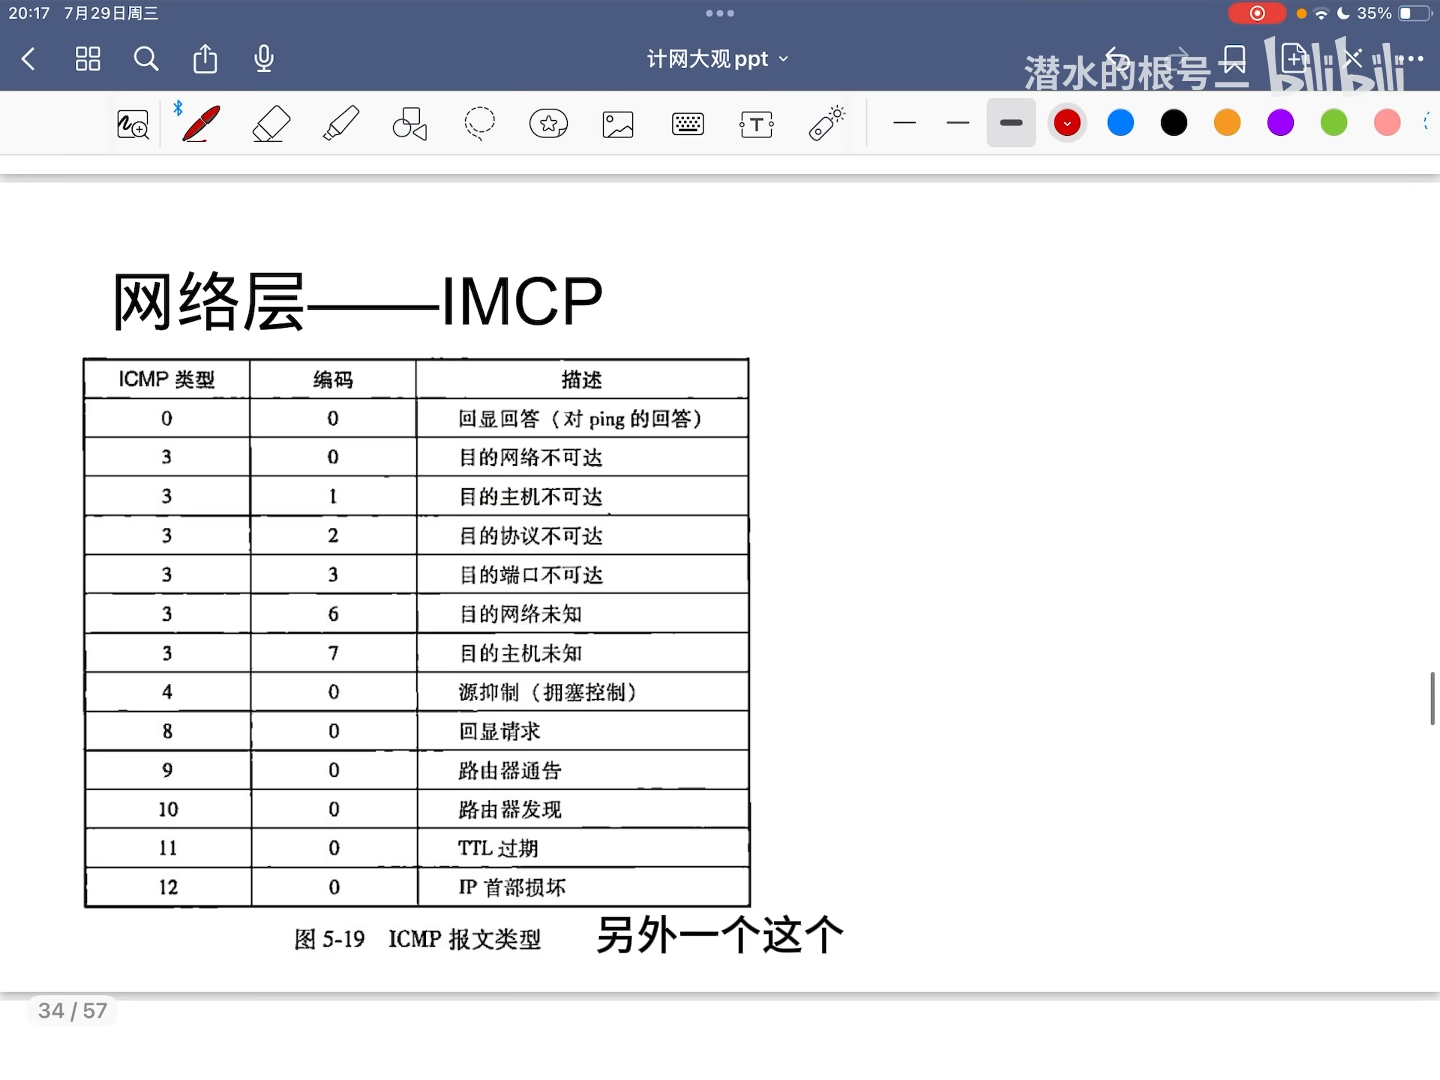 20:17 7月29日周三
35%
计网大观ppt
潜水的根号二 bilibili
网络层——IMCP
ICMP 类型 编码 描述
0 0 回显回答（对 ping 的回答）
3 0 目的网络不可达
3 1 目的主机不可达
3 2 目的协议不可达
3 3 目的端口不可达
3 6 目的网络未知
3 7 目的主机未知
4 0 源抑制（拥塞控制）
8 0 回显请求
9 0 路由器通告
10 0 路由器发现
11 0 TTL 过期
12 0 IP 首部损坏
图 5-19 ICMP 报文类型 另外一个这个
34 / 57